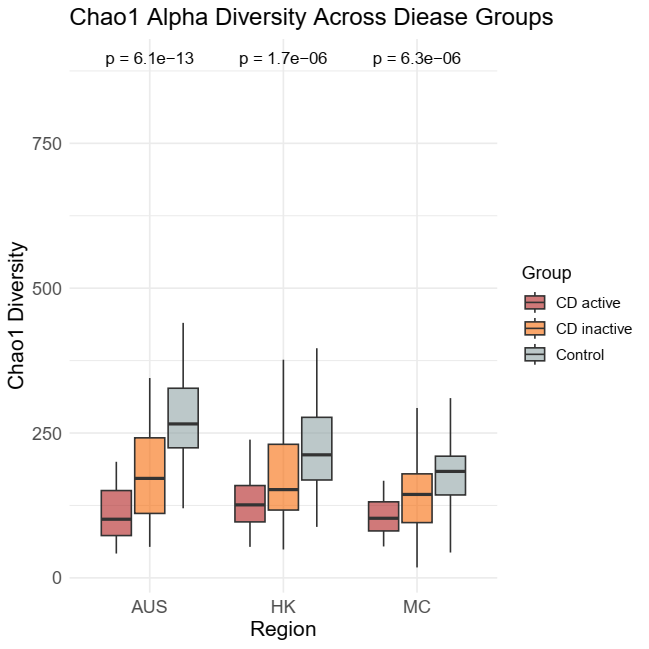 Chao1 Alpha Diversity Across Diease Groups
p = 6.1e−13
p = 1.7e−06
p = 6.3e−06
750
500
250
0
Chao1 Diversity
AUS
HK
MC
Region
Group
CD active
CD inactive
Control